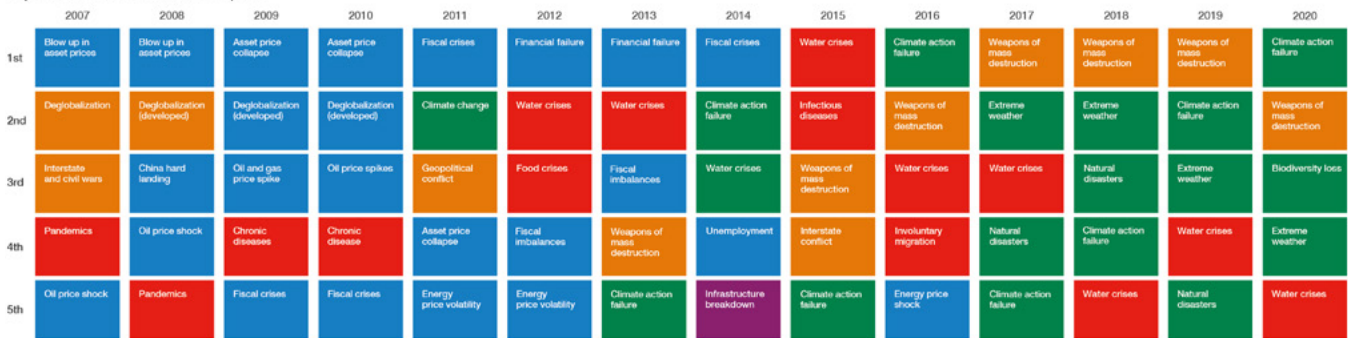 2007 2008 2009 2010 2011 2012 2013 2014 2015 2016 2017 2018 2019 2020
1st
Blow up in
asset prices
Blow up in
asset prices
Asset price
collapse
Asset price
collapse
Fiscal crises
Financial failure
Financial failure
Fiscal crises
Water crises
Climate action
failure
Weapons of
mass
destruction
Weapons of
mass
destruction
Weapons of
mass
destruction
Climate action
failure
2nd
Deglobalization
Deglobalization
(developed)
Deglobalization
(developed)
Deglobalization
(developed)
Climate change
Water crises
Water crises
Climate action
failure
Infectious
diseases
Weapons of
mass
destruction
Extreme
weather
Extreme
weather
Climate action
failure
Weapons of
mass
destruction
3rd
Interstate
and civil wars
China hard
landing
Oil and gas
price spike
Oil price spikes
Geopolitical
conflict
Food crises
Fiscal
imbalances
Water crises
Weapons of
mass
destruction
Water crises
Water crises
Natural
disasters
Extreme
weather
Biodiversity loss
4th
Pandemics
Oil price shock
Chronic
diseases
Chronic
disease
Asset price
collapse
Fiscal
imbalances
Weapons of
mass
destruction
Unemployment
Interstate
conflict
Involuntary
migration
Natural
disasters
Climate action
failure
Water crises
Extreme
weather
5th
Oil price shock
Pandemics
Fiscal crises
Fiscal crises
Energy
price volatility
Energy
price volatility
Climate action
failure
Infrastructure
breakdown
Climate action
failure
Energy price
shock
Climate action
failure
Water crises
Natural
disasters
Water crises